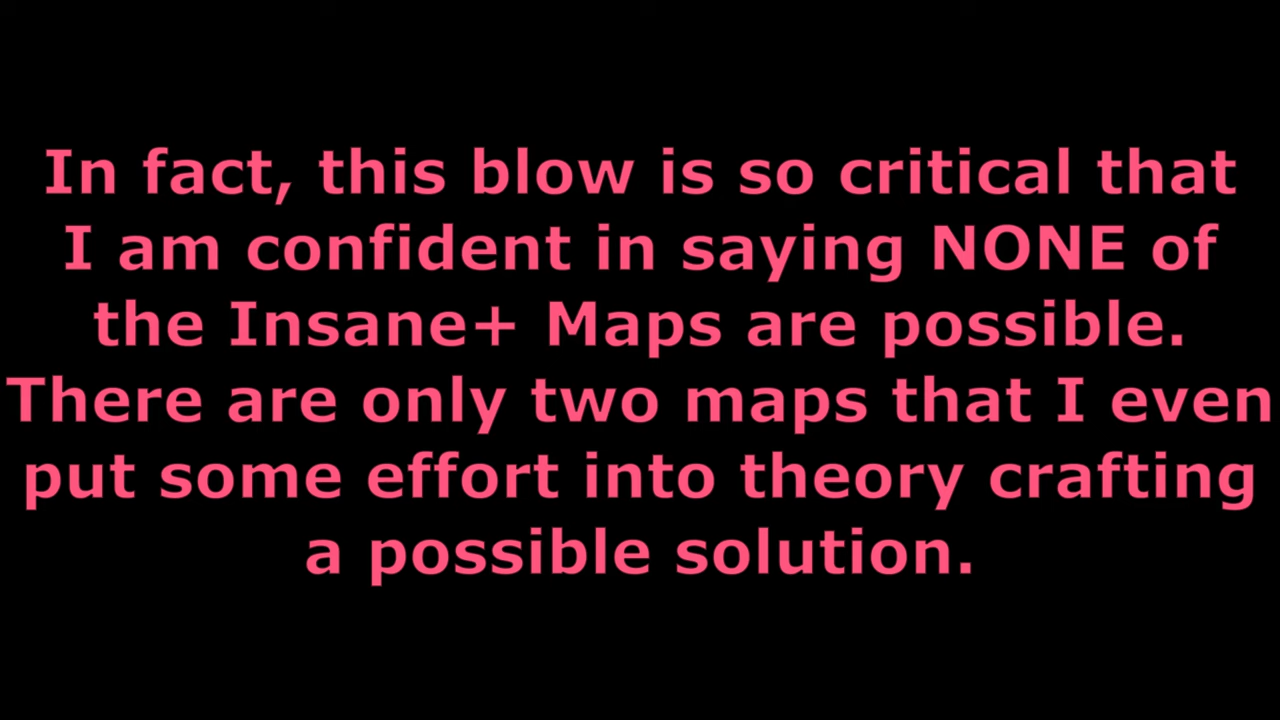 In fact, this blow is so critical that
I am confident in saying NONE of
the Insane+ Maps are possible.
There are only two maps that I even
put some effort into theory crafting
a possible solution.